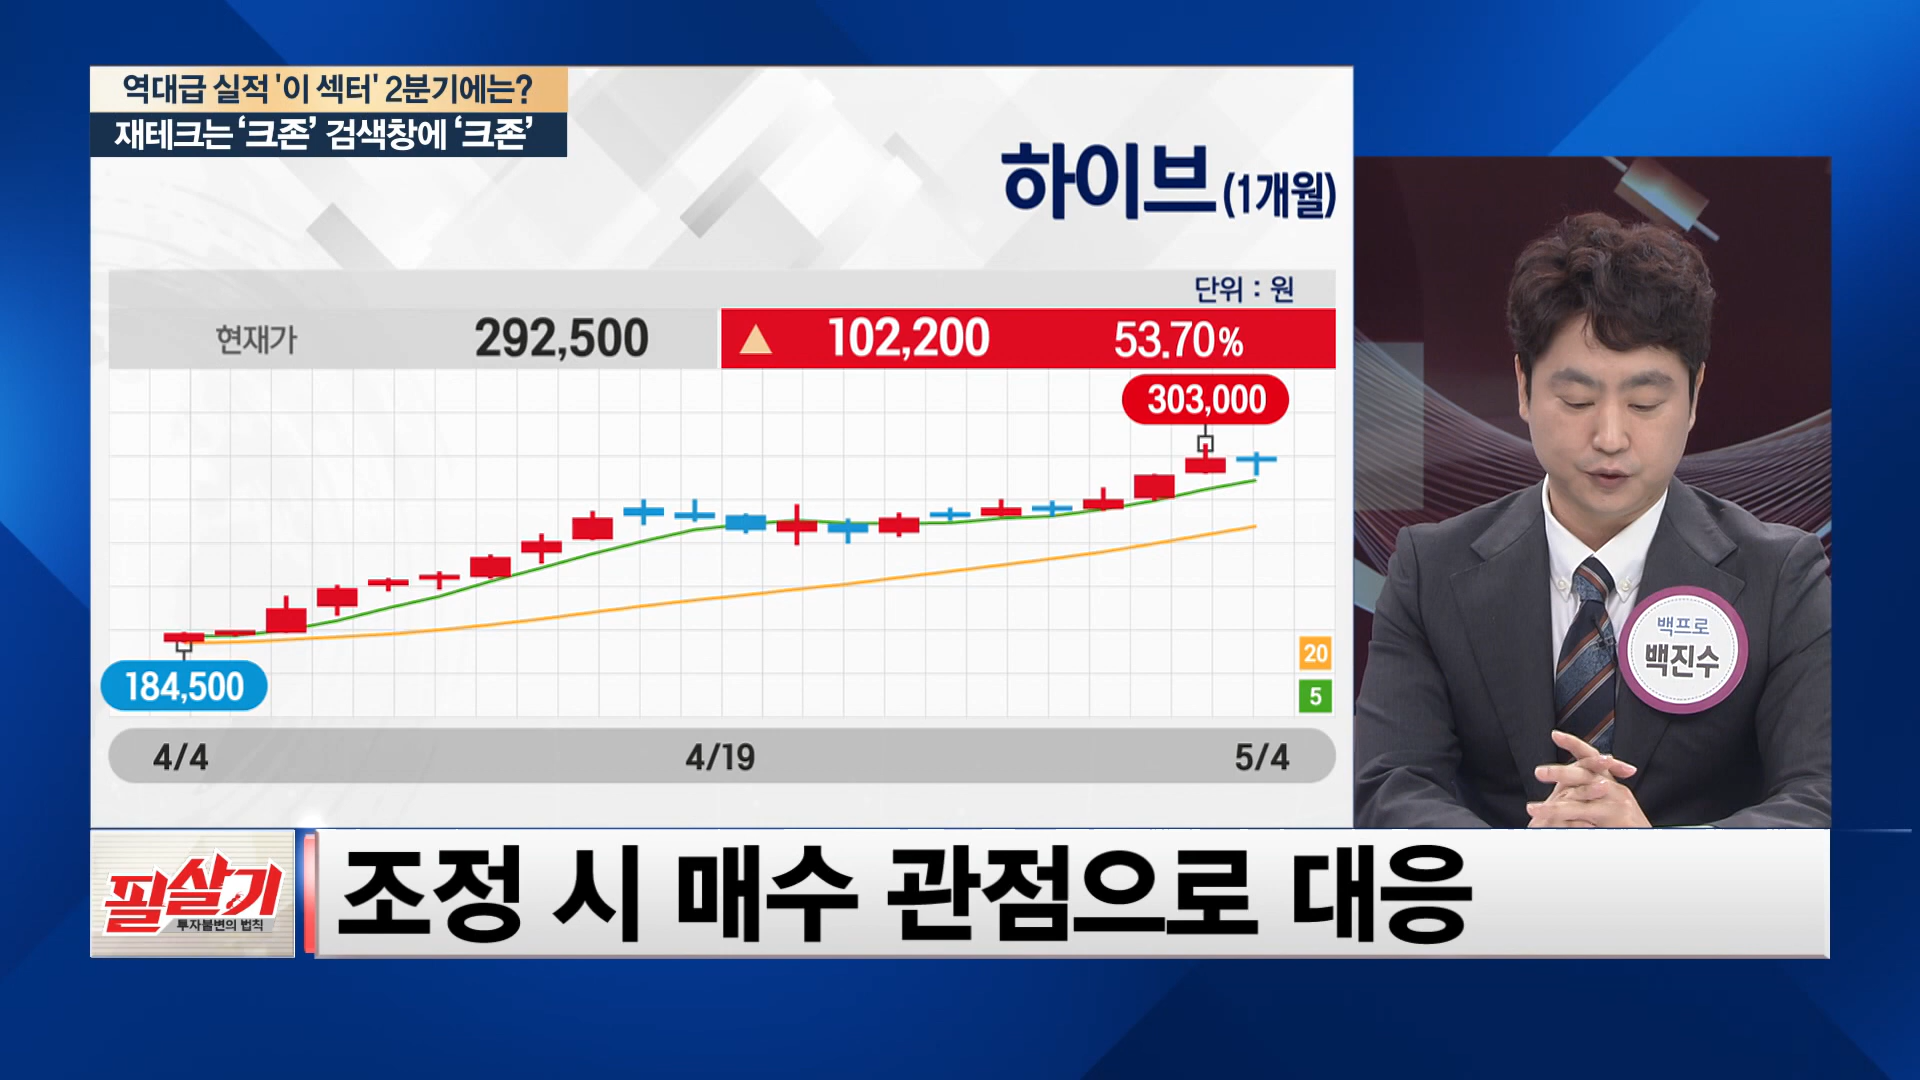 역대급 실적 '이 섹터' 2분기에는?
재테크는 ‘크존’ 검색창에 ‘크존’
하이브 (1개월)
단위 : 원
현재가 292,500 ▲ 102,200 53.70%
303,000
184,500
20
5
4/4 4/19 5/4
백프로
백진수
필살기
투자불변의 법칙
조정 시 매수 관점으로 대응